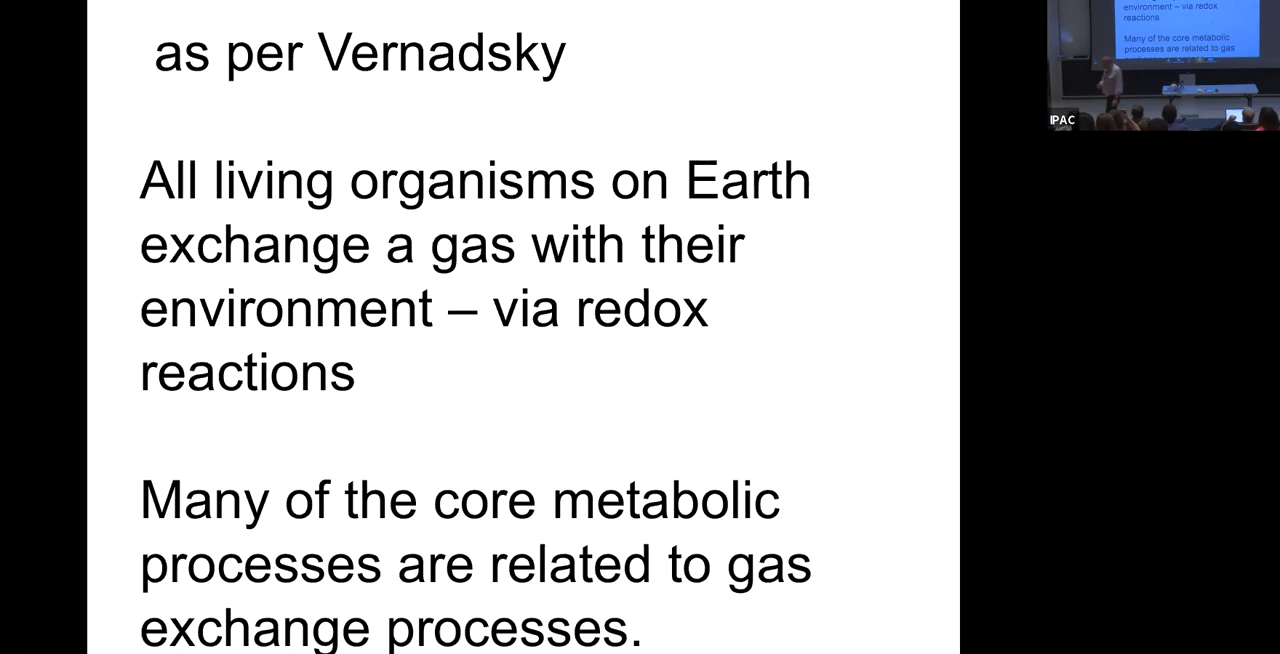 as per Vernadsky
All living organisms on Earth
exchange a gas with their
environment – via redox
reactions
Many of the core metabolic
processes are related to gas
exchange processes.
environment – via redox
reactions
Many of the core metabolic
processes are related to gas
IPAC